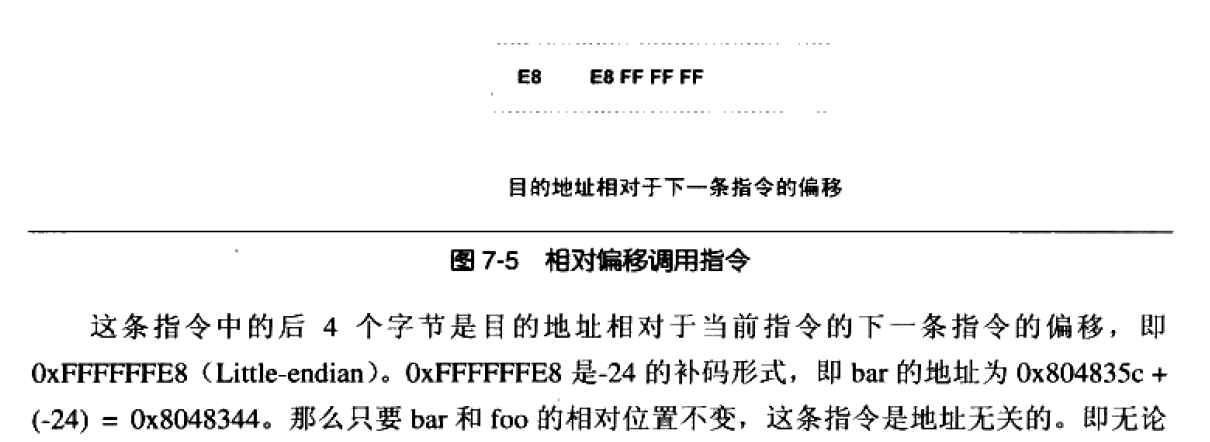 E8 E8 FF FF FF
目的地址相对于下一条指令的偏移
图 7-5 相对偏移调用指令
这条指令中的后 4 个字节是目的地址相对于当前指令的下一条指令的偏移，即
0xFFFFFFE8（Little-endian）。0xFFFFFFE8 是-24 的补码形式，即 bar 的地址为 0x804835c +
(-24) = 0x8048344。那么只要 bar 和 foo 的相对位置不变，这条指令是地址无关的。即无论